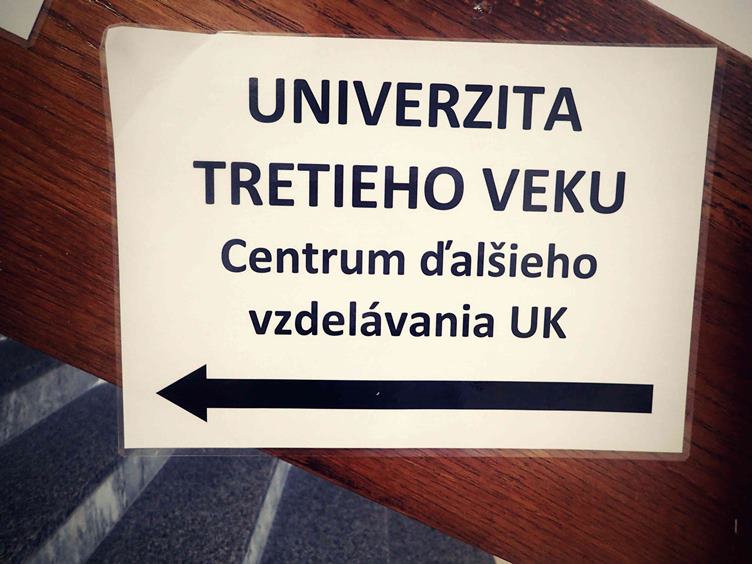 UNIVERZITA
TRETIEHO VEKU
Centrum ďalšieho
vzdelávania UK